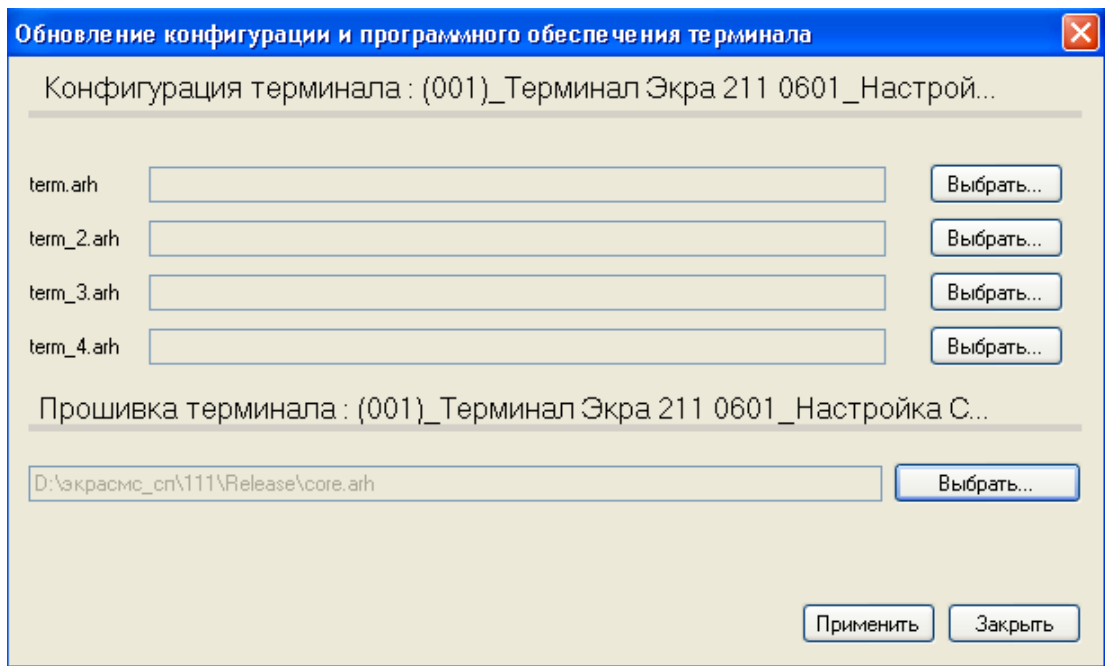 Обновление конфигурации и программного обеспечения терминала
Конфигурация терминала : (001)_Терминал Экра 211 0601_Настрой...
term.arh Выбрать...
term_2.arh Выбрать...
term_3.arh Выбрать...
term_4.arh Выбрать...
Прошивка терминала : (001)_Терминал Экра 211 0601_Настройка С...
D:\экрасмс_сп\111\Release\core.arh Выбрать...
Применить Закрыть